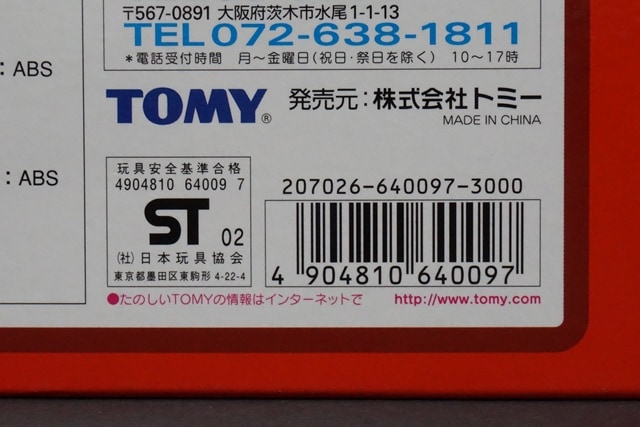 〒567-0891 大阪府茨木市水尾1-1-13
TEL072-638-1811
*電話受付時間 月～金曜日(祝日・祭日を除く) 10～17時
: ABS
TOMY® 発売元:株式会社トミー
MADE IN CHINA
: ABS
玩具安全基準合格
4904810 64009 7
ST 02
(社)日本玩具協会
東京都墨田区東駒形 4-22-4
207026-640097-3000
4 904810 640097
●たのしいTOMYの情報はインターネットで http://www.tomy.com